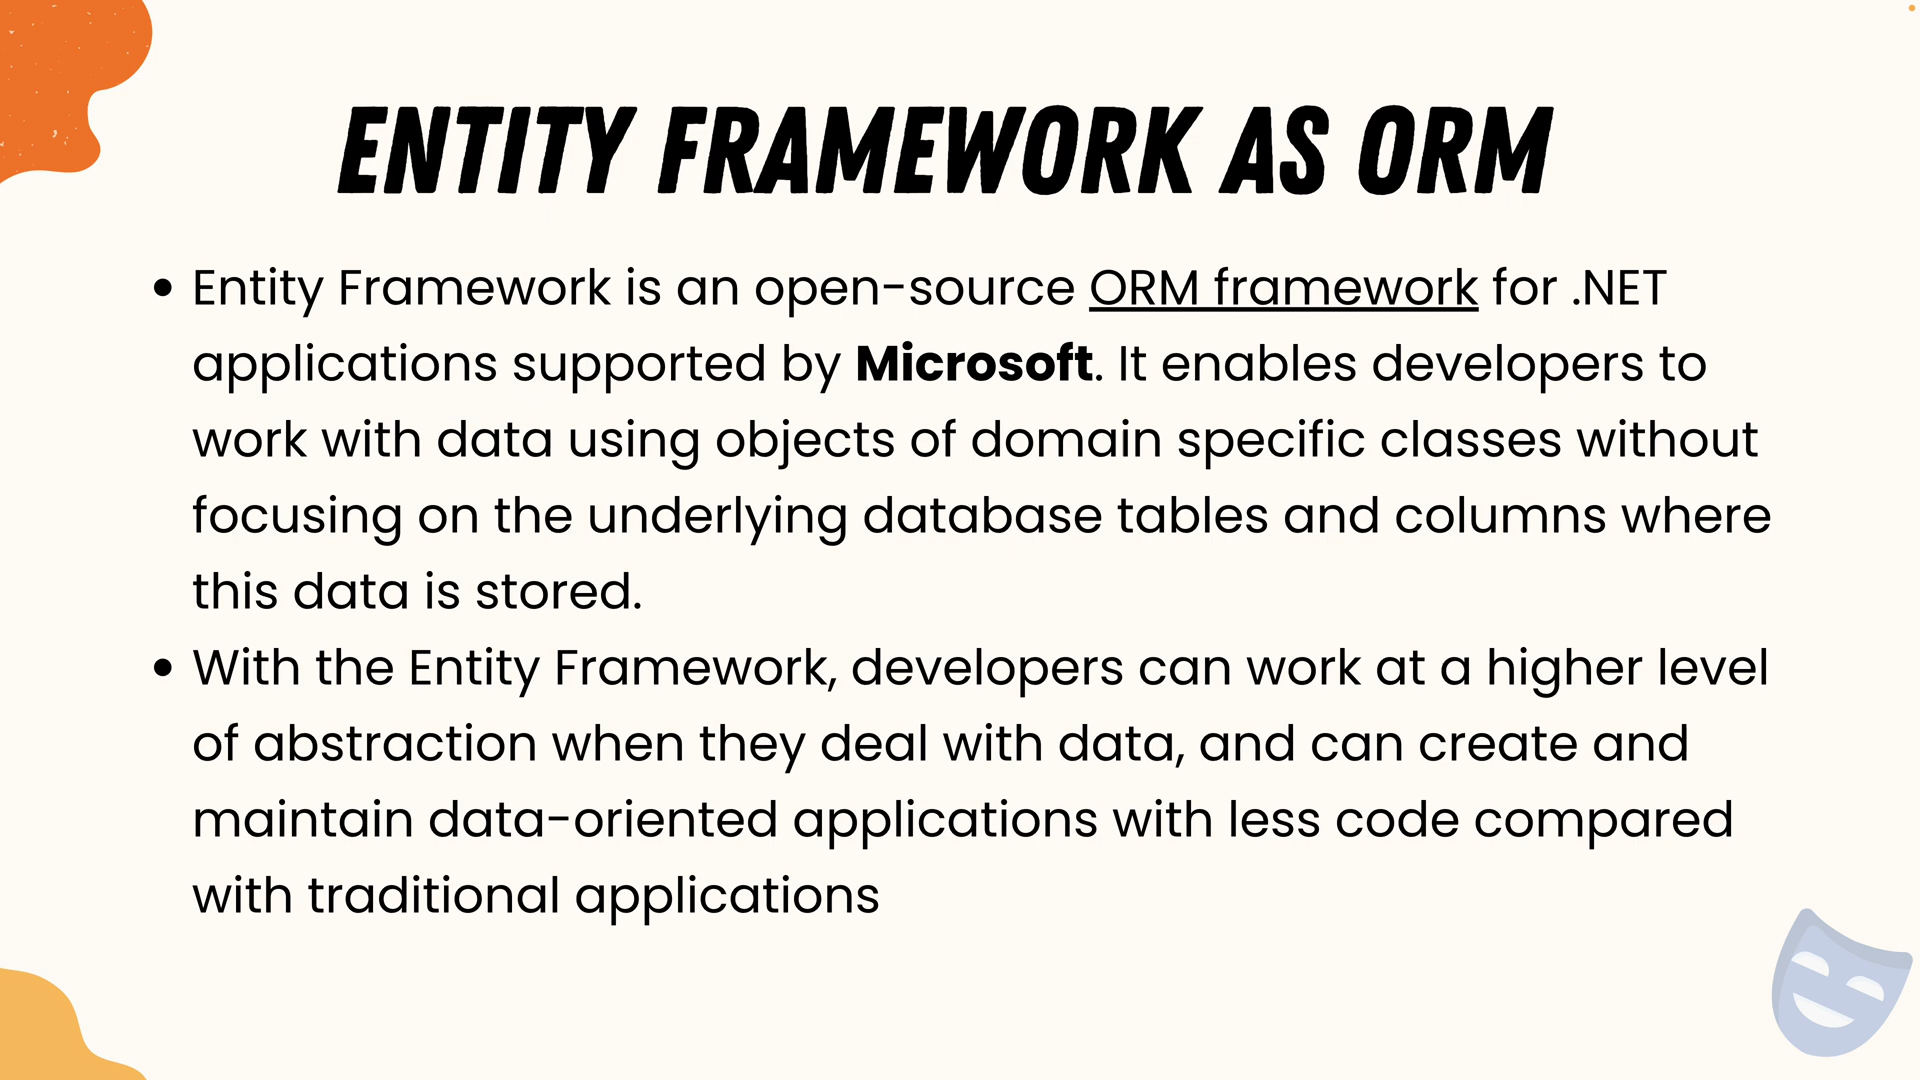 ENTITY FRAMEWORK AS ORM
• Entity Framework is an open-source ORM framework for .NET
applications supported by Microsoft. It enables developers to
work with data using objects of domain specific classes without
focusing on the underlying database tables and columns where
this data is stored.
• With the Entity Framework, developers can work at a higher level
of abstraction when they deal with data, and can create and
maintain data-oriented applications with less code compared
with traditional applications